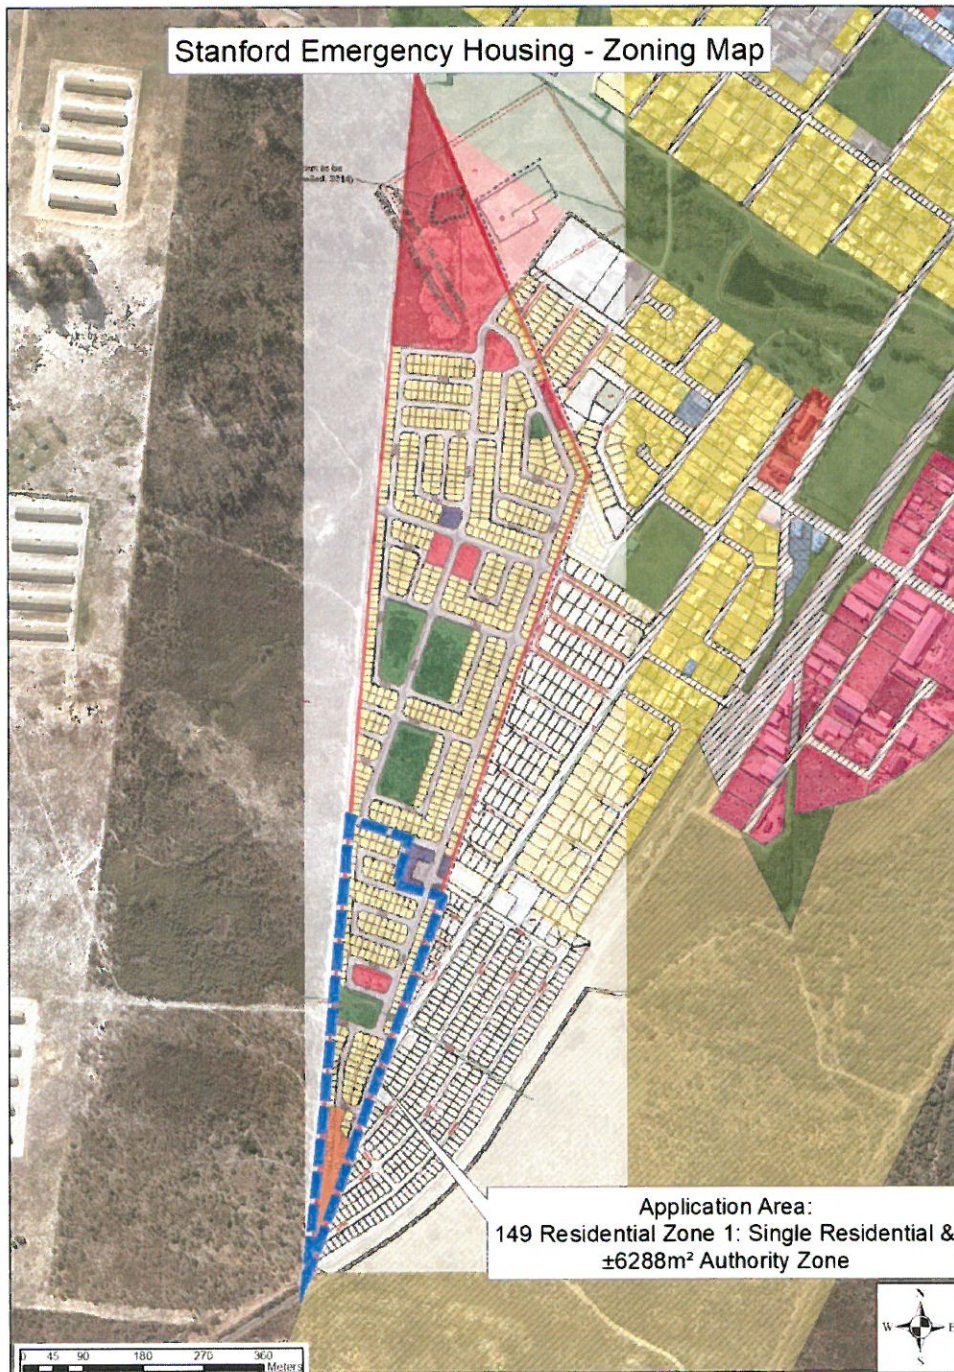 Stanford Emergency Housing - Zoning Map
Application Area:
149 Residential Zone 1: Single Residential &
±6288m² Authority Zone
N
W E
S
0 45 90 180 270 360
Meters